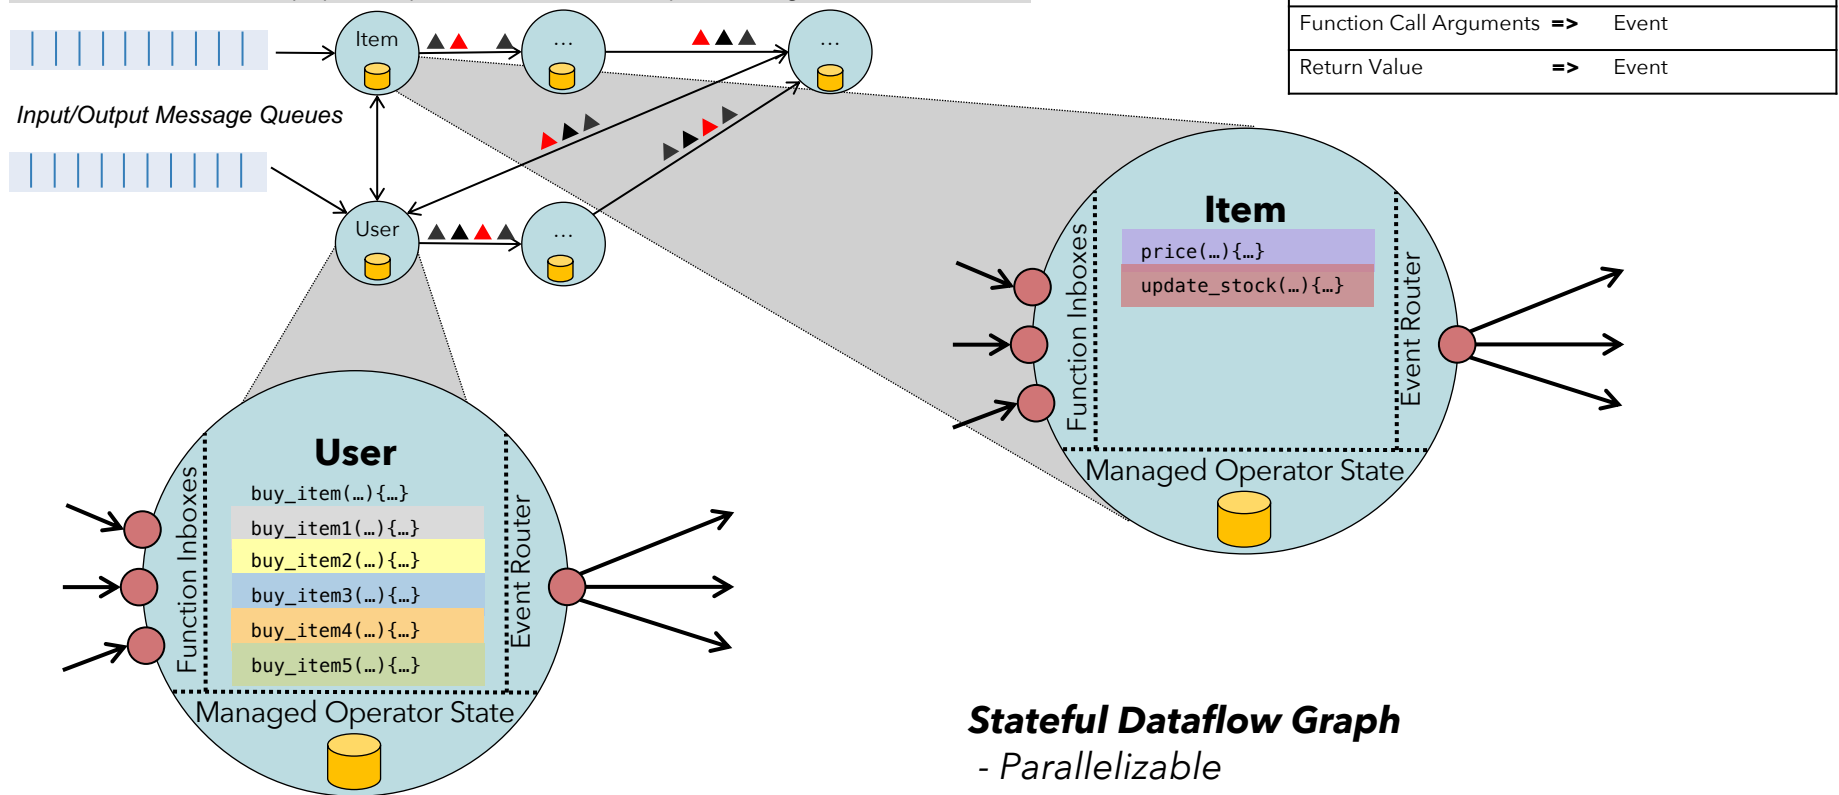 Function Call Arguments => Event
Return Value => Event
Item
...
...
Input/Output Message Queues
User
...
Item
price(…){…}
update_stock(…){…}
Function Inboxes
Event Router
Managed Operator State
User
buy_item(…){…}
buy_item1(…){…}
buy_item2(…){…}
buy_item3(…){…}
buy_item4(…){…}
buy_item5(…){…}
Function Inboxes
Event Router
Managed Operator State
Stateful Dataflow Graph
- Parallelizable